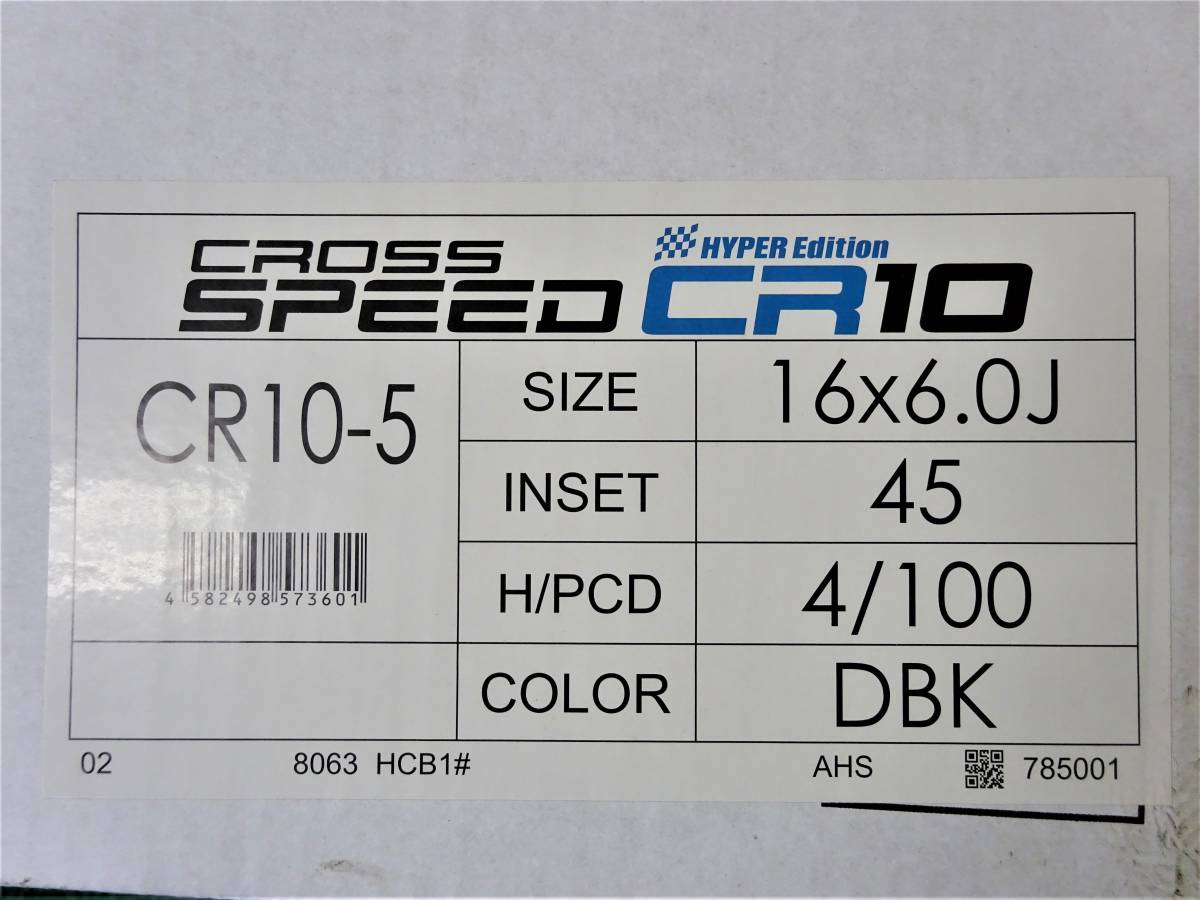 CROSS
SPEED
HYPER Edition
CR10
CR10-5
4 582498 573601
SIZE 16x6.0J
INSET 45
H/PCD 4/100
COLOR DBK
02 8063 HCB1# AHS 785001